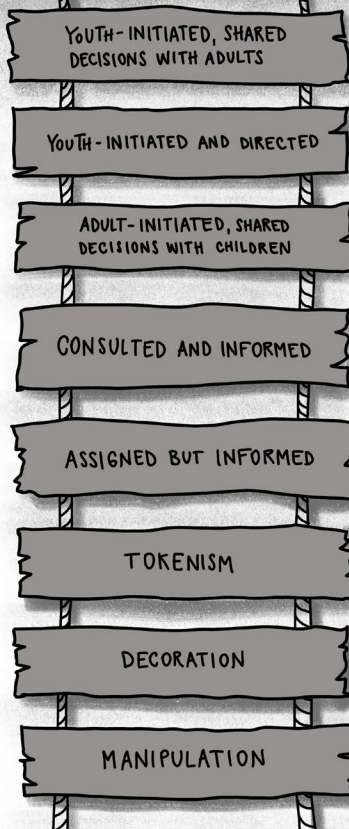 YOUTH-INITIATED, SHARED
DECISIONS WITH ADULTS
YOUTH-INITIATED AND DIRECTED
ADULT-INITIATED, SHARED
DECISIONS WITH CHILDREN
CONSULTED AND INFORMED
ASSIGNED BUT INFORMED
TOKENISM
DECORATION
MANIPULATION